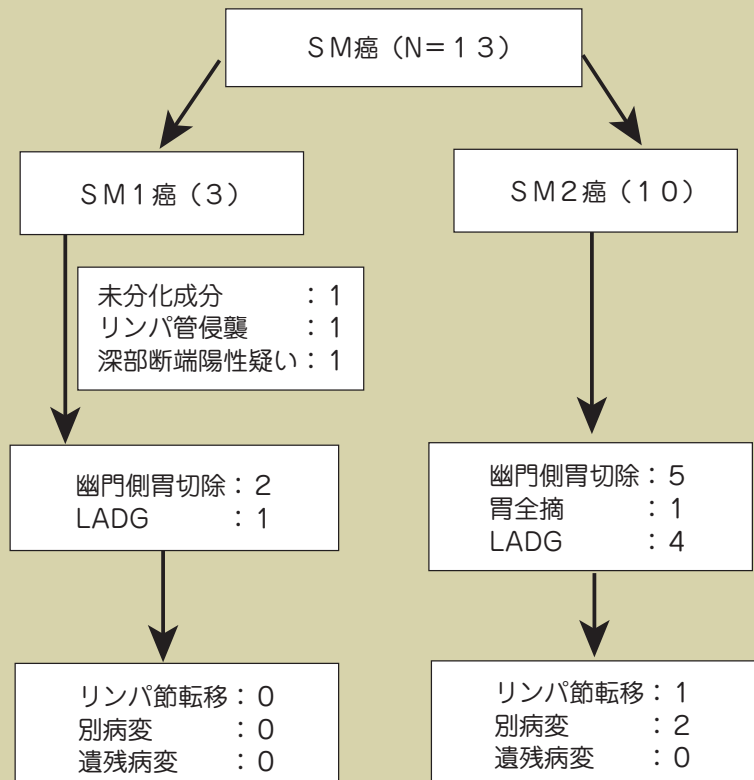 ＳＭ癌（Ｎ＝１３）
ＳＭ１癌（３）
ＳＭ２癌（１０）
未分化成分　　　：１
リンパ管侵襲　　：１
深部断端陽性疑い：１
幽門側胃切除：２
LADG　　　　：１
幽門側胃切除：５
胃全摘　　　：１
LADG　　　　：４
リンパ節転移：０
別病変　　　：０
遺残病変　　：０
リンパ節転移：１
別病変　　　：２
遺残病変　　：０